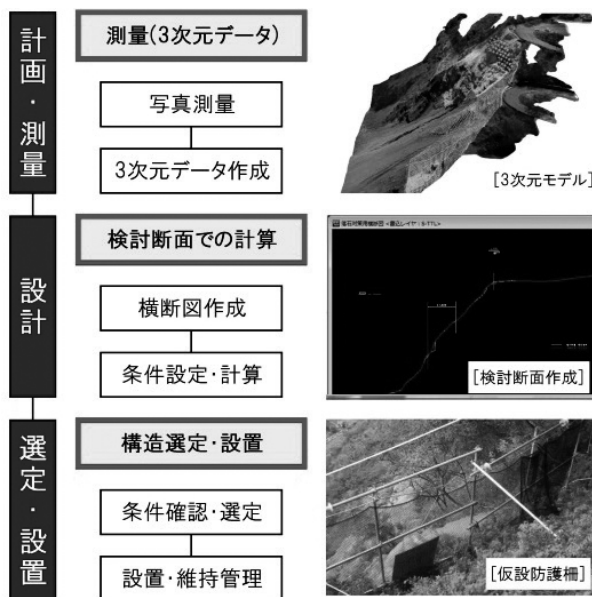 計画・測量
測量(3次元データ)
写真測量
3次元データ作成
[3次元モデル]
設計
検討断面での計算
横断図作成
条件設定・計算
[検討断面作成]
選定・設置
構造選定・設置
条件確認・選定
設置・維持管理
[仮設防護柵]